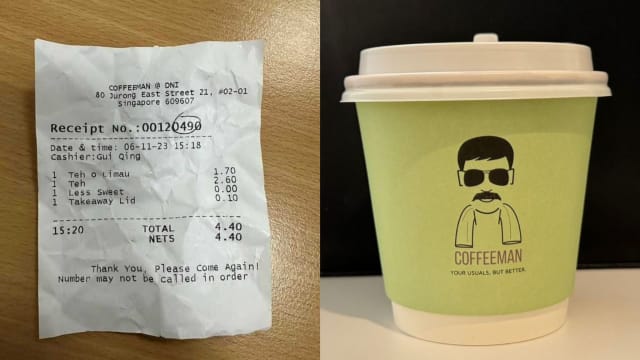 COFFEEMAN @ DNI
80 Jurong East Street 21, #02-01
Singapore 609607
Receipt No.:00120490
Date & time: 06-11-23 15:18
Cashier:Gui Qing
1 Teh O Limau 1.70
1 Teh 2.60
1 Less Sweet 0.00
1 Takeaway Lid 0.10
15:20 TOTAL 4.40
NETS 4.40
Thank You, Please Come Again!
Number may not be called in order
COFFEEMAN
YOUR USUALS, BUT BETTER.